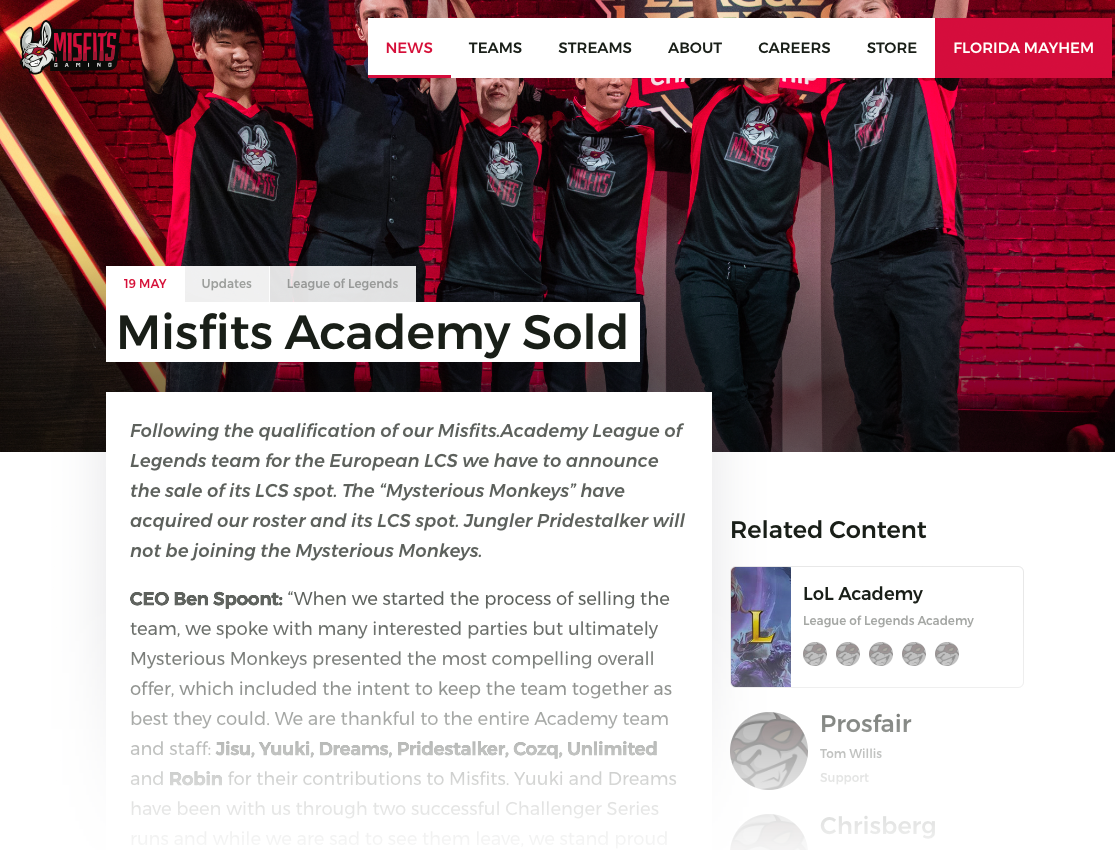 MISFITS
GAMING
NEWS
TEAMS
STREAMS
ABOUT
CAREERS
STORE
FLORIDA MAYHEM
MISFITS
MISFITS
MISFITS
MISFITS
19 MAY
Updates
League of Legends
Misfits Academy Sold
Following the qualification of our Misfits.Academy League of
Legends team for the European LCS we have to announce
the sale of its LCS spot. The “Mysterious Monkeys” have
acquired our roster and its LCS spot. Jungler Pridestalker will
not be joining the Mysterious Monkeys.
CEO Ben Spoont: “When we started the process of selling the
team, we spoke with many interested parties but ultimately
Mysterious Monkeys presented the most compelling overall
offer, which included the intent to keep the team together as
best they could. We are thankful to the entire Academy team
and staff: Jisu, Yuuki, Dreams, Pridestalker, Cozq, Unlimited
and Robin for their contributions to Misfits. Yuuki and Dreams
have been with us through two successful Challenger Series
runs and while we are sad to see them leave, we stand proud
Related Content
L
LoL Academy
League of Legends Academy
Prosfair
Tom Willis
Support
Chrisberg